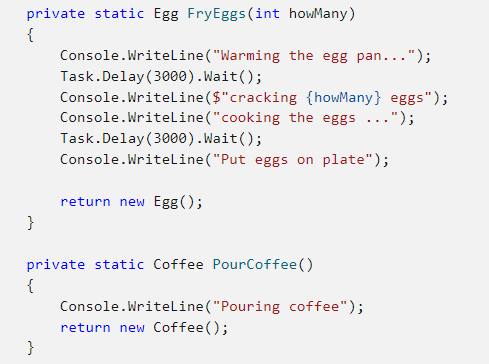 private static Egg FryEggs(int howMany)
{
    Console.WriteLine("Warming the egg pan...");
    Task.Delay(3000).Wait();
    Console.WriteLine($"cracking {howMany} eggs");
    Console.WriteLine("cooking the eggs ...");
    Task.Delay(3000).Wait();
    Console.WriteLine("Put eggs on plate");

    return new Egg();
}

private static Coffee PourCoffee()
{
    Console.WriteLine("Pouring coffee");
    return new Coffee();
}